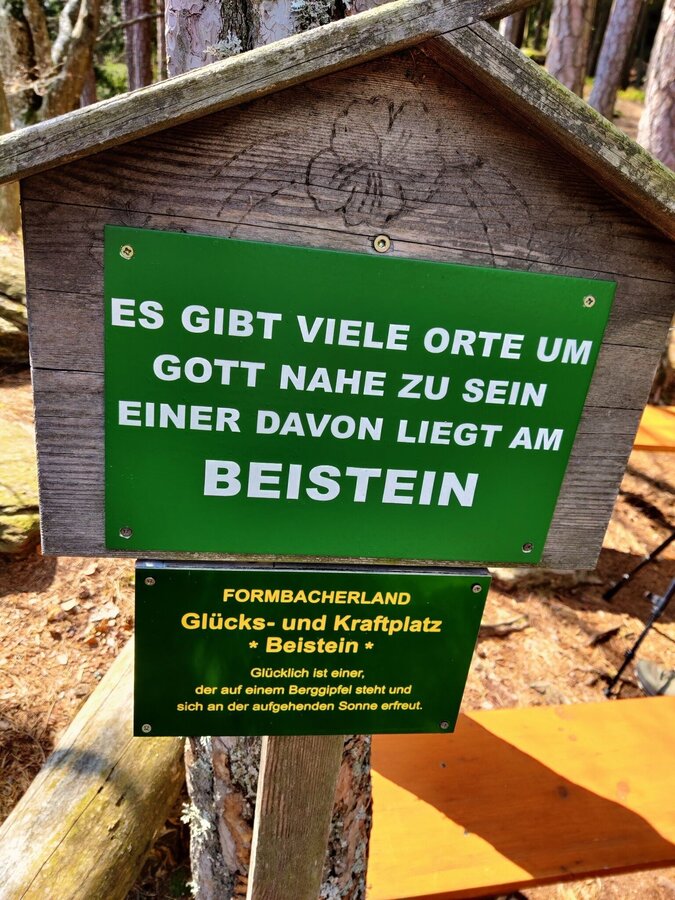 ES GIBT VIELE ORTE UM
GOTT NAHE ZU SEIN
EINER DAVON LIEGT AM
BEISTEIN
FORMBACHERLAND
Glücks- und Kraftplatz
* Beistein *
Glücklich ist einer,
der auf einem Berggipfel steht und
sich an der aufgehenden Sonne erfreut.